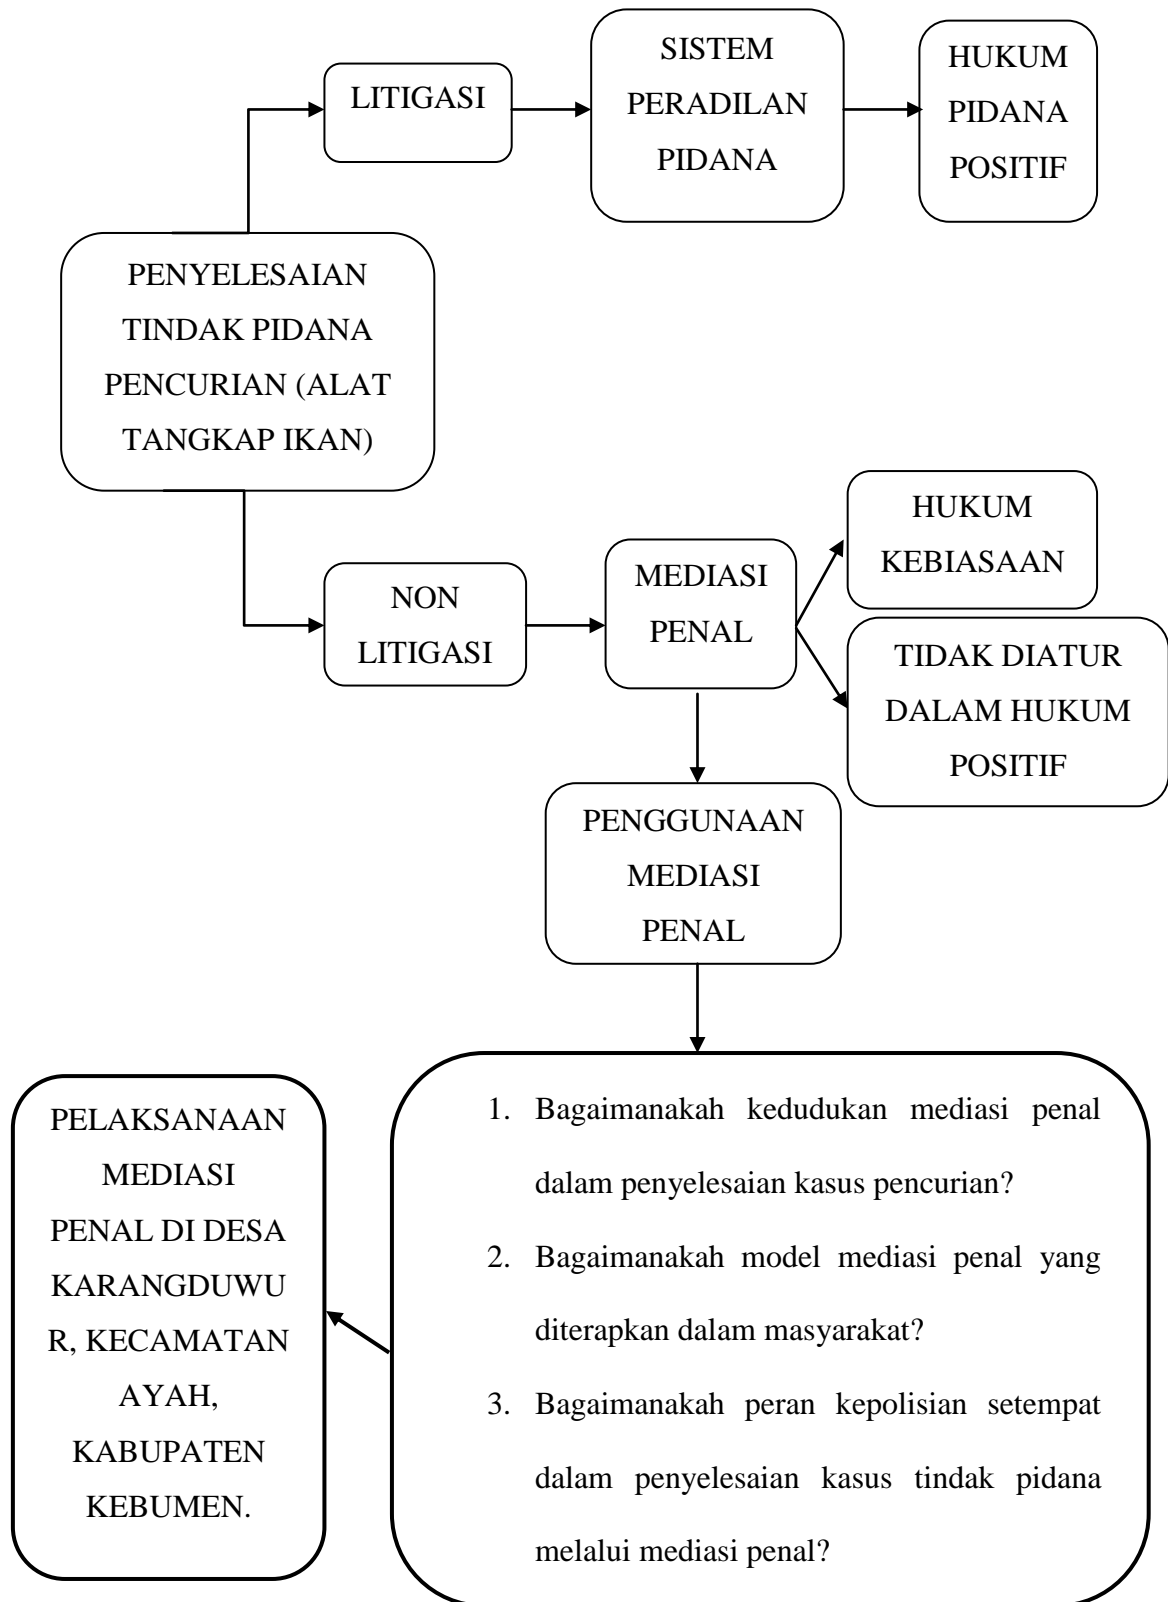 LITIGASI
SISTEM
PERADILAN
PIDANA
HUKUM
PIDANA
POSITIF
PENYELESAIAN
TINDAK PIDANA
PENCURIAN (ALAT
TANGKAP IKAN)
NON
LITIGASI
MEDIASI
PENAL
HUKUM
KEBIASAAN
TIDAK DIATUR
DALAM HUKUM
POSITIF
PENGGUNAAN
MEDIASI
PENAL
1. Bagaimanakah kedudukan mediasi penal
dalam penyelesaian kasus pencurian?
2. Bagaimanakah model mediasi penal yang
diterapkan dalam masyarakat?
3. Bagaimanakah peran kepolisian setempat
dalam penyelesaian kasus tindak pidana
melalui mediasi penal?
PELAKSANAAN
MEDIASI
PENAL DI DESA
KARANGDUWU
R, KECAMATAN
AYAH,
KABUPATEN
KEBUMEN.